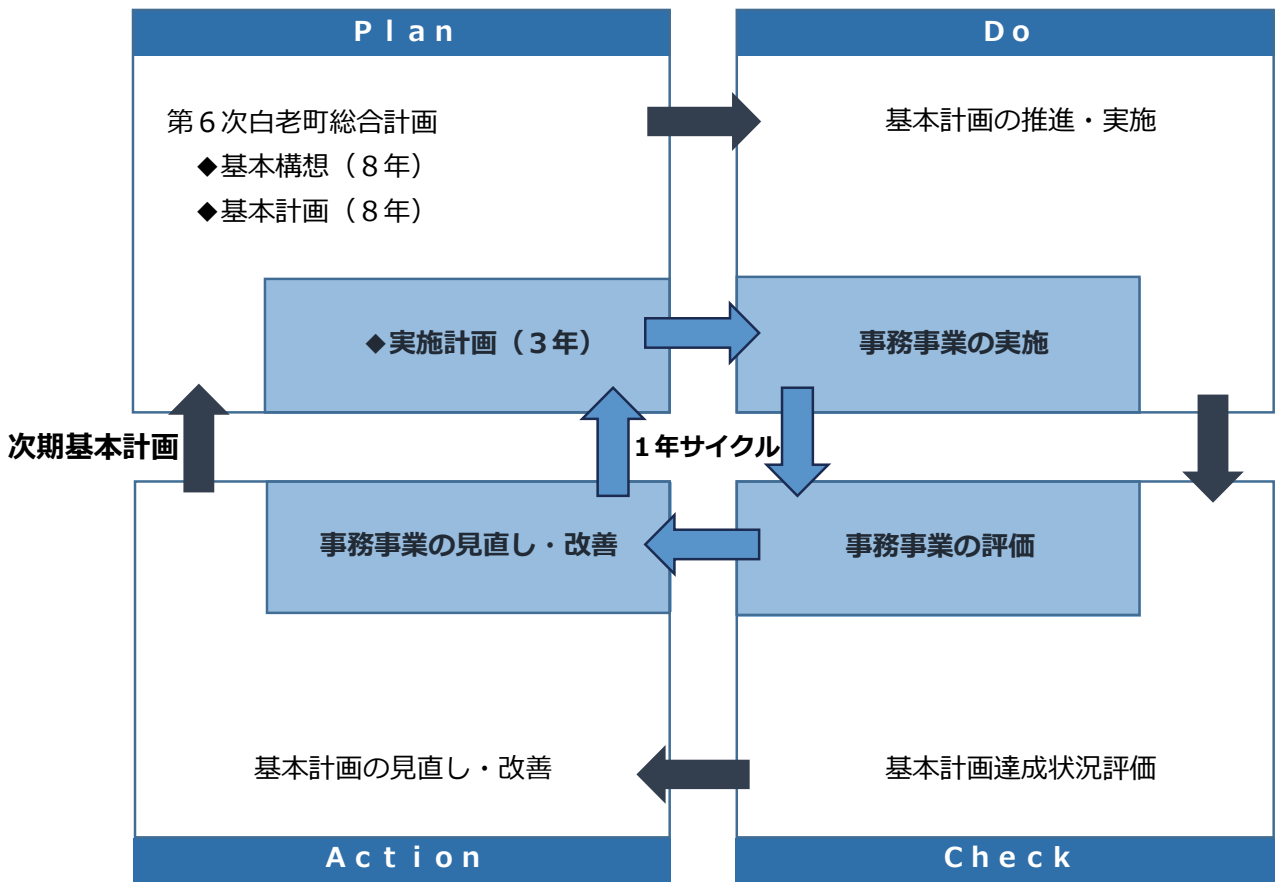 Plan
Do
第６次白老町総合計画
◆基本構想（８年）
◆基本計画（８年）
基本計画の推進・実施
◆実施計画（３年）
事務事業の実施
次期基本計画
１年サイクル
事務事業の見直し・改善
事務事業の評価
基本計画の見直し・改善
基本計画達成状況評価
Action
Check